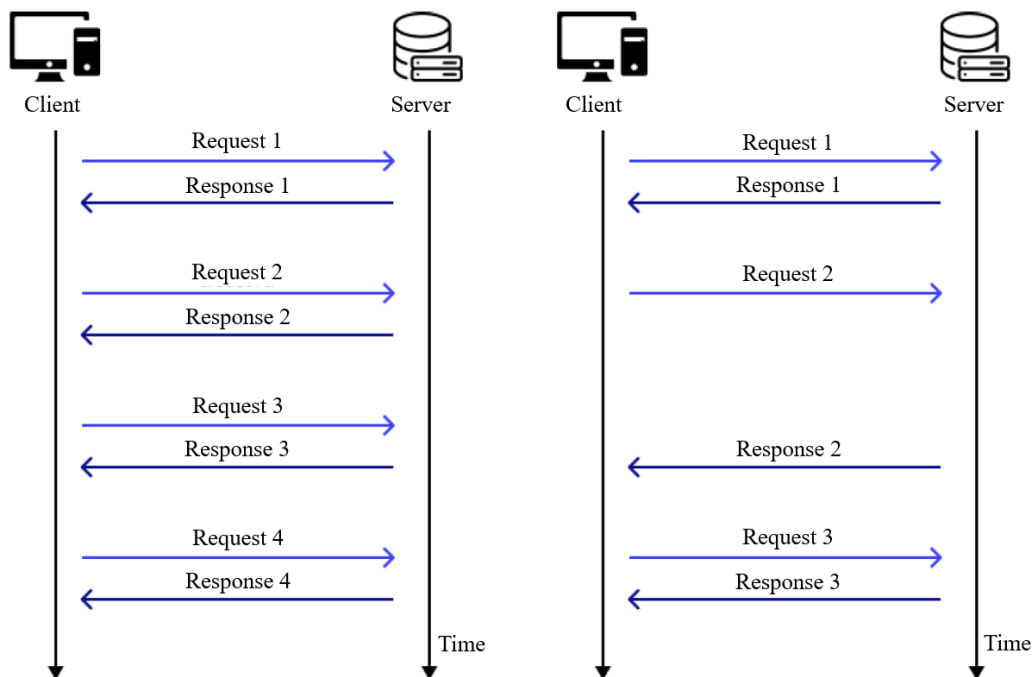 Client
Server
Request 1
Response 1
Request 2
Response 2
Request 3
Response 3
Request 4
Response 4
Time
Client
Server
Request 1
Response 1
Request 2
Response 2
Request 3
Response 3
Time